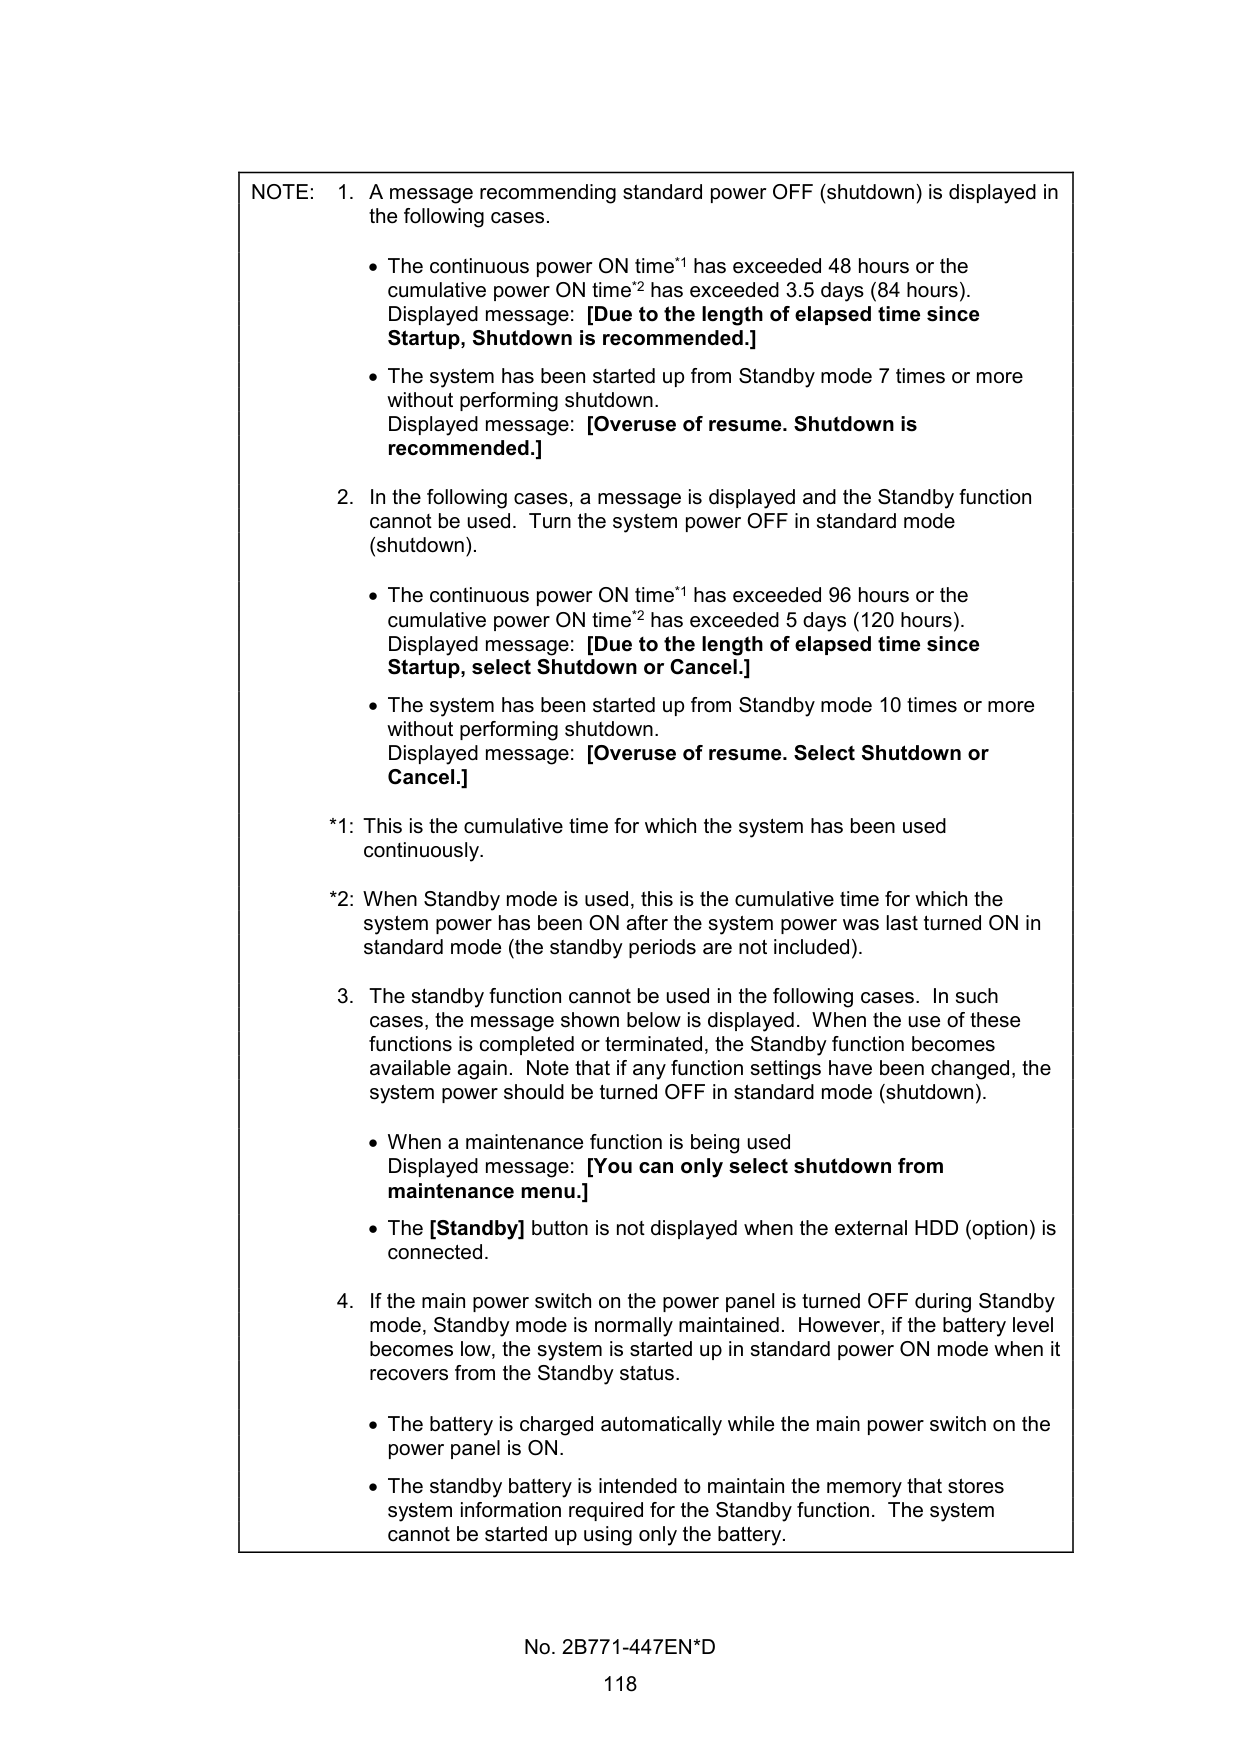 NOTE: 1. A message recommending standard power OFF (shutdown) is displayed in
the following cases.
• The continuous power ON time*1 has exceeded 48 hours or the
cumulative power ON time*2 has exceeded 3.5 days (84 hours).
Displayed message: [Due to the length of elapsed time since
Startup, Shutdown is recommended.]
• The system has been started up from Standby mode 7 times or more
without performing shutdown.
Displayed message: [Overuse of resume. Shutdown is
recommended.]
2. In the following cases, a message is displayed and the Standby function
cannot be used. Turn the system power OFF in standard mode
(shutdown).
• The continuous power ON time*1 has exceeded 96 hours or the
cumulative power ON time*2 has exceeded 5 days (120 hours).
Displayed message: [Due to the length of elapsed time since
Startup, select Shutdown or Cancel.]
• The system has been started up from Standby mode 10 times or more
without performing shutdown.
Displayed message: [Overuse of resume. Select Shutdown or
Cancel.]
*1: This is the cumulative time for which the system has been used
continuously.
*2: When Standby mode is used, this is the cumulative time for which the
system power has been ON after the system power was last turned ON in
standard mode (the standby periods are not included).
3. The standby function cannot be used in the following cases. In such
cases, the message shown below is displayed. When the use of these
functions is completed or terminated, the Standby function becomes
available again. Note that if any function settings have been changed, the
system power should be turned OFF in standard mode (shutdown).
• When a maintenance function is being used
Displayed message: [You can only select shutdown from
maintenance menu.]
• The [Standby] button is not displayed when the external HDD (option) is
connected.
4. If the main power switch on the power panel is turned OFF during Standby
mode, Standby mode is normally maintained. However, if the battery level
becomes low, the system is started up in standard power ON mode when it
recovers from the Standby status.
• The battery is charged automatically while the main power switch on the
power panel is ON.
• The standby battery is intended to maintain the memory that stores
system information required for the Standby function. The system
cannot be started up using only the battery.
No. 2B771-447EN*D
118